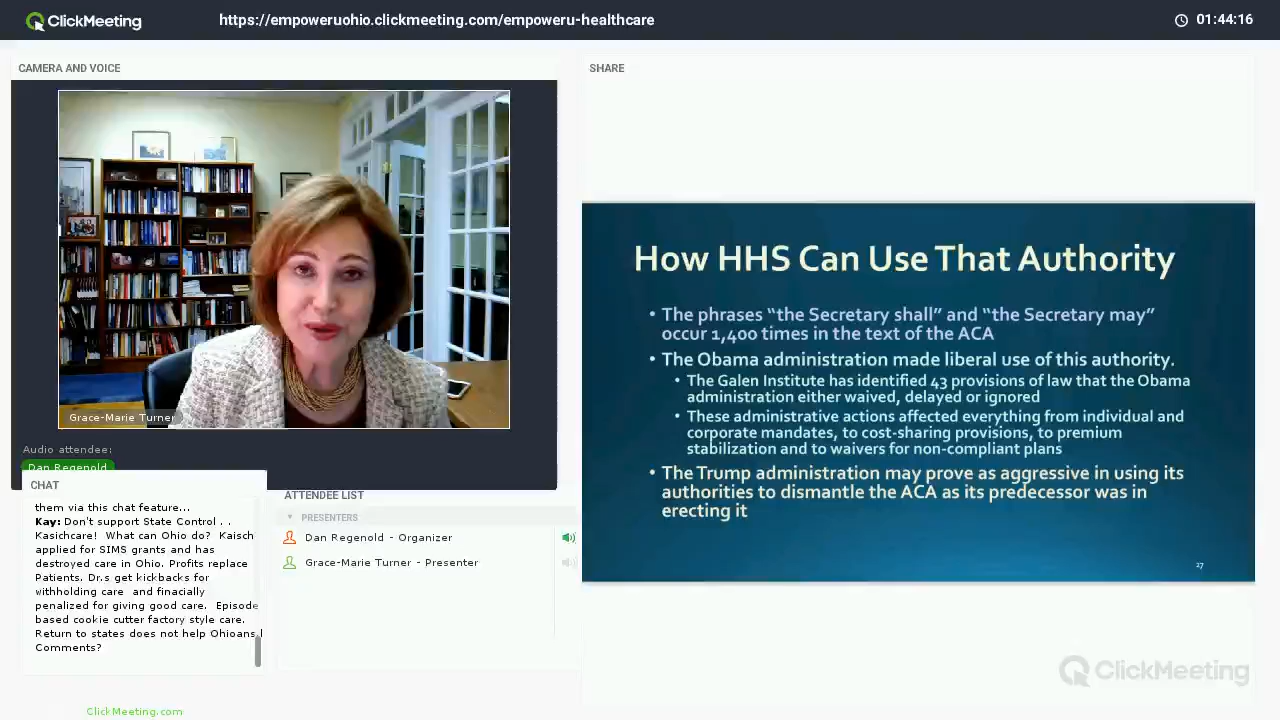 ClickMeeting
https://empoweruohio.clickmeeting.com/empoweru-healthcare
01:44:16
CAMERA AND VOICE
Grace-Marie Turner
Audio attendee:
Dan Regenold
CHAT
them via this chat feature...
Kay: Don't support State Control . .
Kasichcare! What can Ohio do? Kaisch
applied for SIMS grants and has
destroyed care in Ohio. Profits replace
Patients. Dr.s get kickbacks for
withholding care and finacially
penalized for giving good care. Episode
based cookie cutter factory style care.
Return to states does not help Ohioans!
Comments?
ClickMeeting.com
ATTENDEE LIST
PRESENTERS
Dan Regenold - Organizer
Grace-Marie Turner - Presenter
SHARE
How HHS Can Use That Authority
• The phrases “the Secretary shall” and “the Secretary may”
occur 1,400 times in the text of the ACA
• The Obama administration made liberal use of this authority.
• The Galen Institute has identified 43 provisions of law that the Obama
administration either waived, delayed or ignored
• These administrative actions affected everything from individual and
corporate mandates, to cost-sharing provisions, to premium
stabilization and to waivers for non-compliant plans
• The Trump administration may prove as aggressive in using its
authorities to dismantle the ACA as its predecessor was in
erecting it
17
ClickMeeting